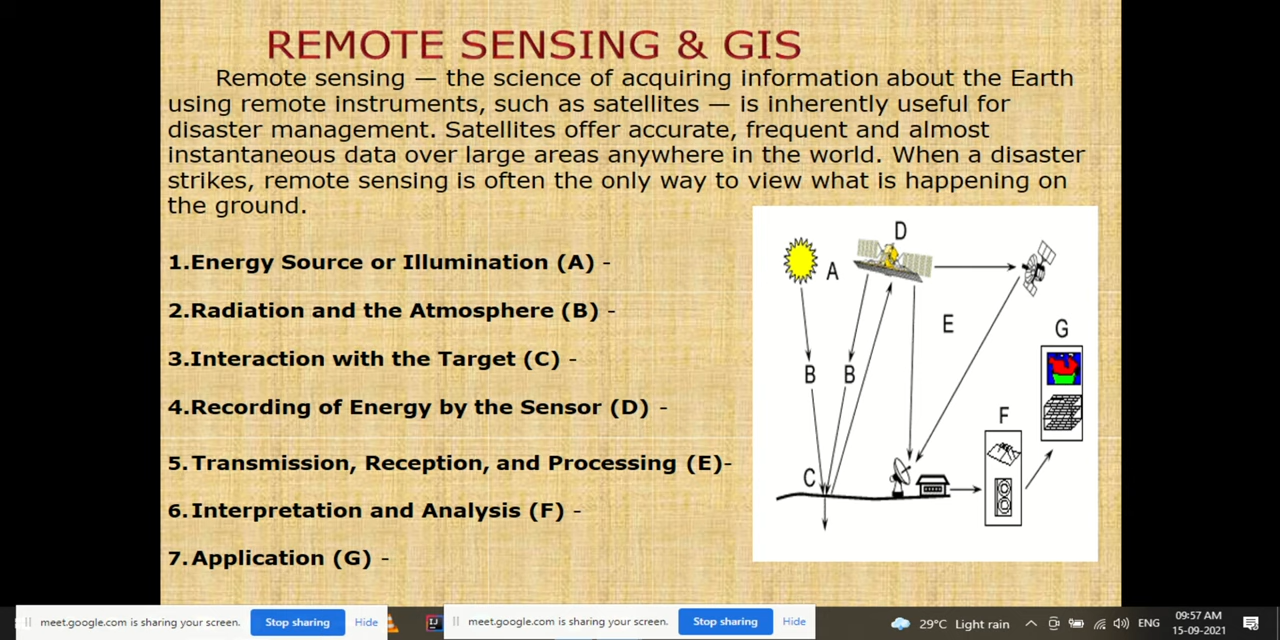 REMOTE SENSING & GIS
Remote sensing — the science of acquiring information about the Earth
using remote instruments, such as satellites — is inherently useful for
disaster management. Satellites offer accurate, frequent and almost
instantaneous data over large areas anywhere in the world. When a disaster
strikes, remote sensing is often the only way to view what is happening on
the ground.
1.Energy Source or Illumination (A) -
2.Radiation and the Atmosphere (B) -
3.Interaction with the Target (C) -
4.Recording of Energy by the Sensor (D) -
5.Transmission, Reception, and Processing (E)-
6.Interpretation and Analysis (F) -
7.Application (G) -
D
A
E
G
B
B
F
C
meet.google.com is sharing your screen.
Stop sharing
Hide
meet.google.com is sharing your screen.
Stop sharing
Hide
29°C Light rain
ENG
09:57 AM
15-09-2021